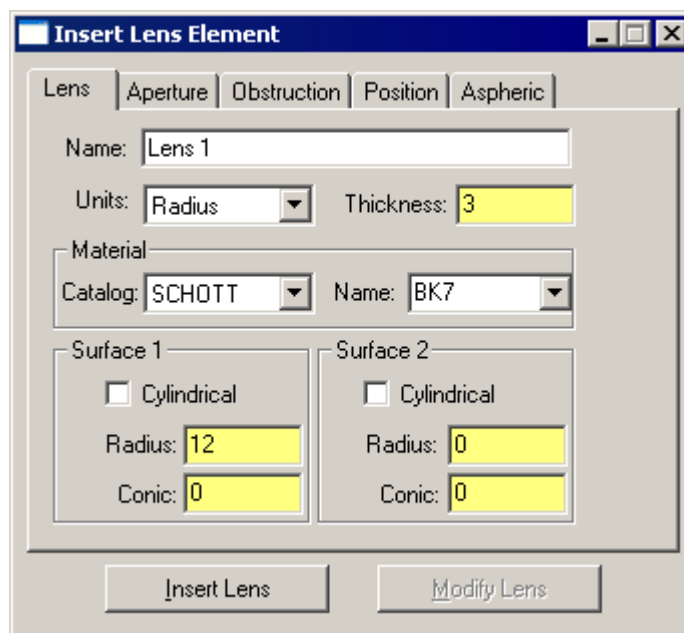 Insert Lens Element
Lens Aperture Obstruction Position Aspheric
Name: Lens 1
Units: Radius Thickness: 3
Material
Catalog: SCHOTT Name: BK7
Surface 1 Surface 2
Cylindrical Cylindrical
Radius: 12 Radius: 0
Conic: 0 Conic: 0
Insert Lens Modify Lens